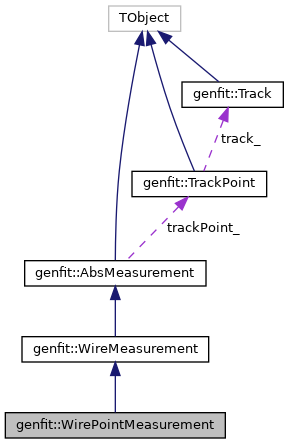 TObject
genfit::Track
track_
genfit::TrackPoint
trackPoint_
genfit::AbsMeasurement
genfit::WireMeasurement
genfit::WirePointMeasurement